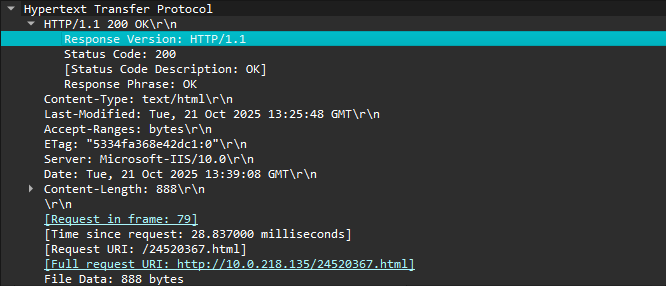 Hypertext Transfer Protocol
HTTP/1.1 200 OK\r\n
Response Version: HTTP/1.1
Status Code: 200
[Status Code Description: OK]
Response Phrase: OK
Content-Type: text/html\r\n
Last-Modified: Tue, 21 Oct 2025 13:25:48 GMT\r\n
Accept-Ranges: bytes\r\n
ETag: "5334fa368e42dc1:0"\r\n
Server: Microsoft-IIS/10.0\r\n
Date: Tue, 21 Oct 2025 13:39:08 GMT\r\n
Content-Length: 888\r\n
\r\n
[Request in frame: 79]
[Time since request: 28.837000 milliseconds]
[Request URI: /24520367.html]
[Full request URI: http://10.0.218.135/24520367.html]
File Data: 888 bytes